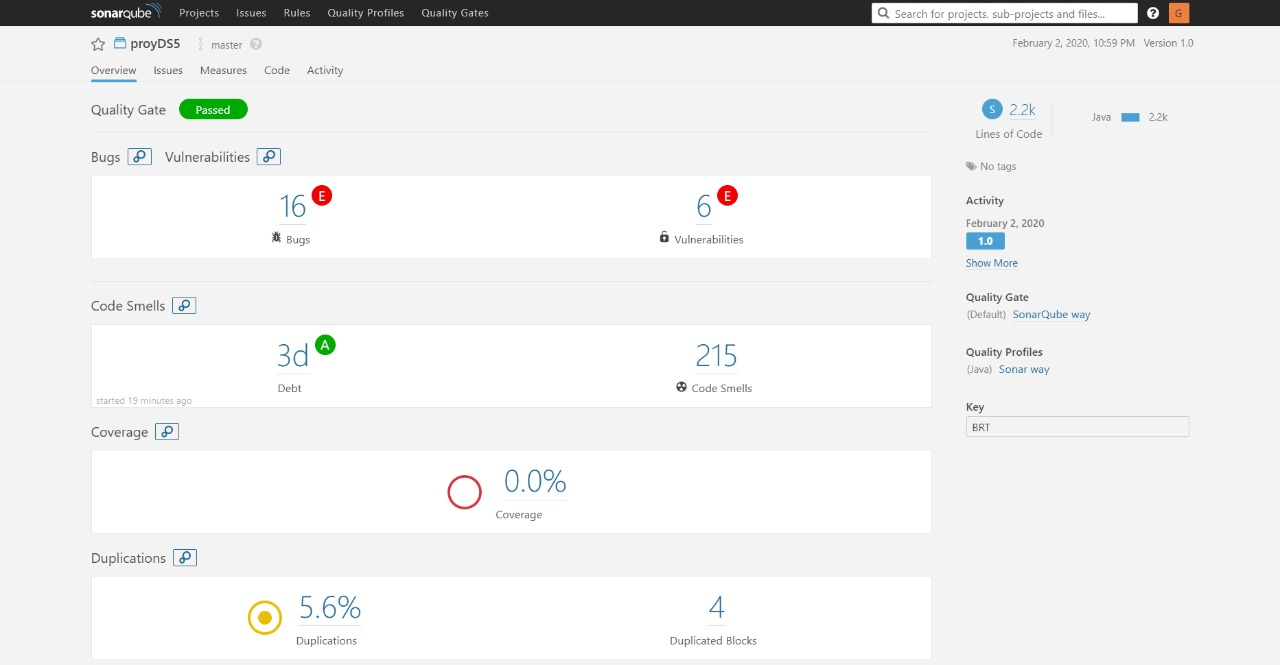 sonarqube Projects Issues Rules Quality Profiles Quality Gates Search for projects, sub-projects and files... ? G
proyDS5 master ? February 2, 2020, 10:59 PM Version 1.0
Overview Issues Measures Code Activity
Quality Gate Passed
Bugs Vulnerabilities
16 E
Bugs
6 E
Vulnerabilities
Code Smells
3d A
Debt
started 19 minutes ago
215
Code Smells
Coverage
0.0%
Coverage
Duplications
5.6%
Duplications
4
Duplicated Blocks
S 2.2k
Lines of Code
Java 2.2k
No tags
Activity
February 2, 2020
1.0
Show More
Quality Gate
(Default) SonarQube way
Quality Profiles
(Java) Sonar way
Key
BRT